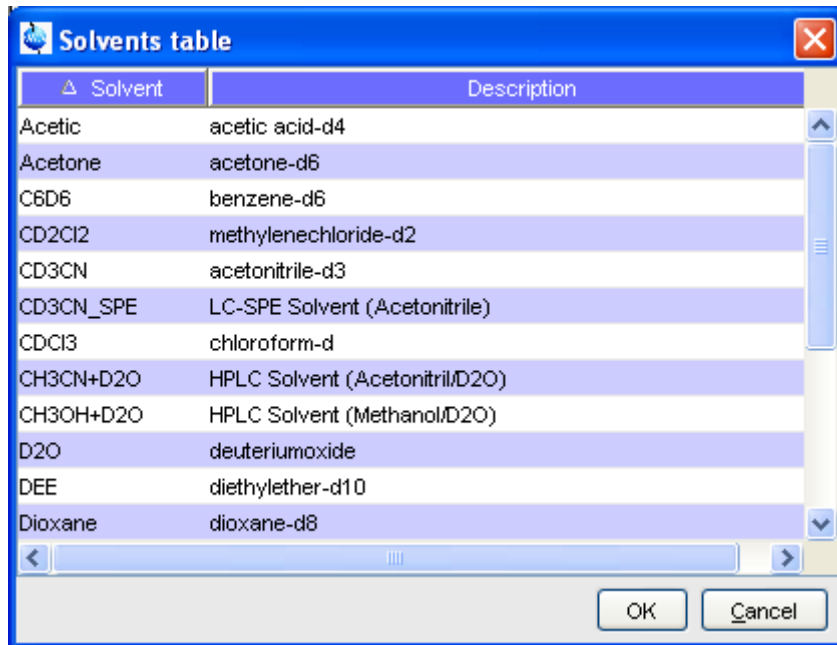 Solvents table
Δ Solvent Description
Acetic acetic acid-d4
Acetone acetone-d6
C6D6 benzene-d6
CD2Cl2 methylenechloride-d2
CD3CN acetonitrile-d3
CD3CN_SPE LC-SPE Solvent (Acetonitrile)
CDCl3 chloroform-d
CH3CN+D2O HPLC Solvent (Acetonitril/D2O)
CH3OH+D2O HPLC Solvent (Methanol/D2O)
D2O deuteriumoxide
DEE diethylether-d10
Dioxane dioxane-d8
OK Cancel